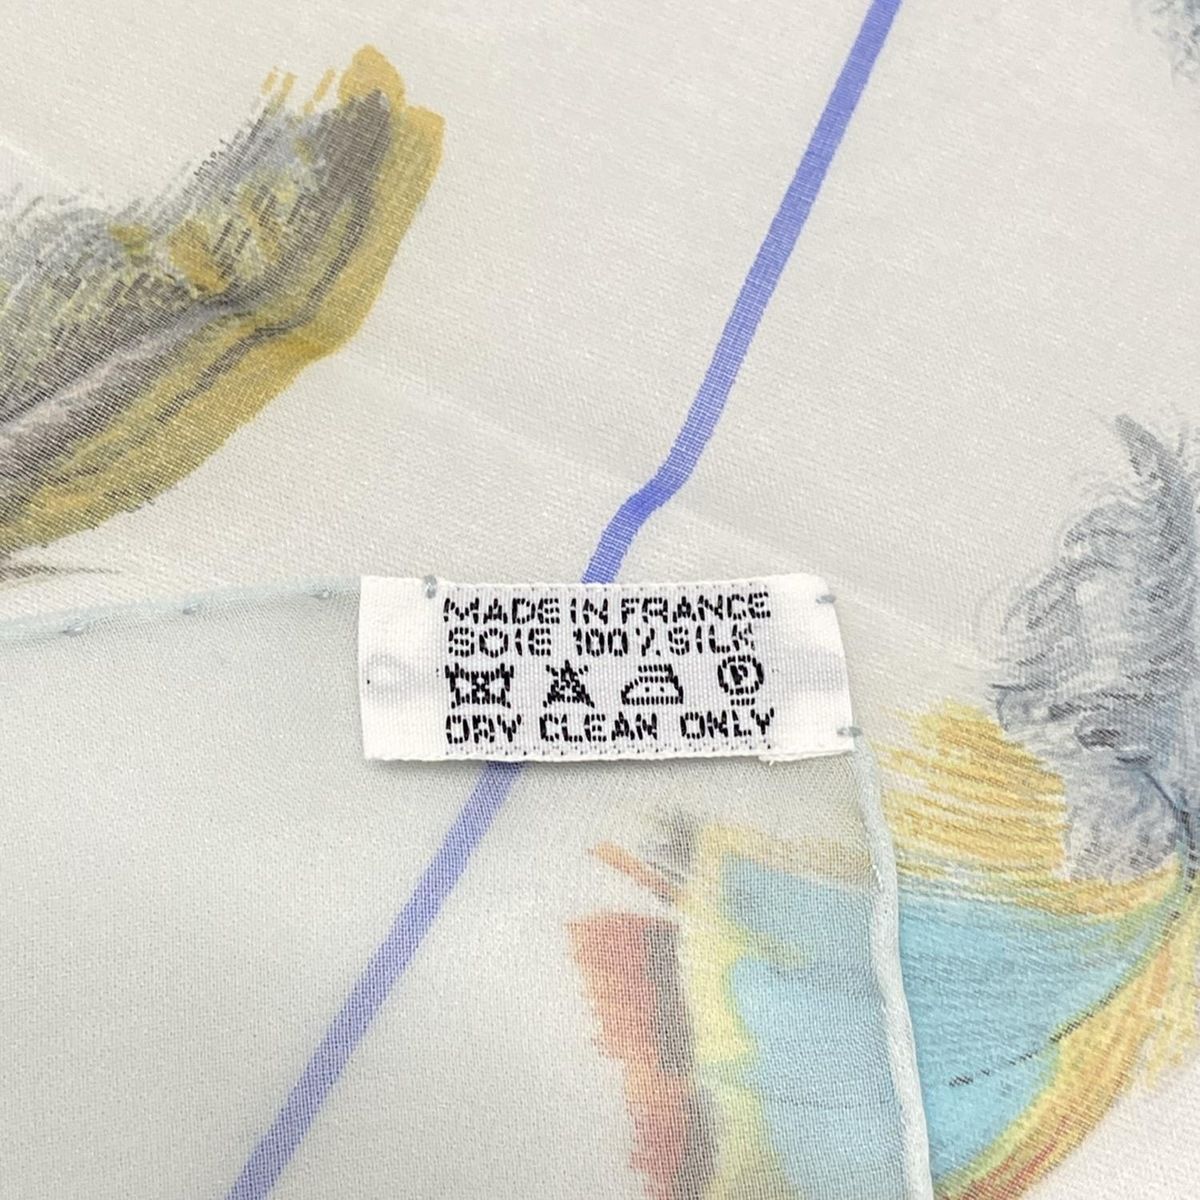 MADE IN FRANCE
SOIE 100% SILK
P
DRY CLEAN ONLY